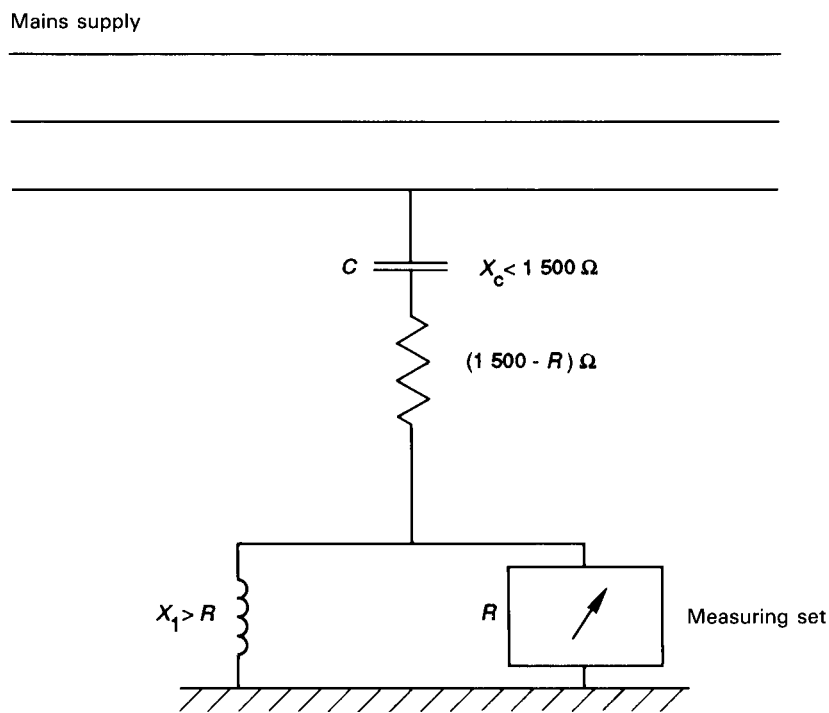 Mains supply
C
X_c < 1 500 Ω
(1 500 - R) Ω
X_1 > R
R
Measuring set